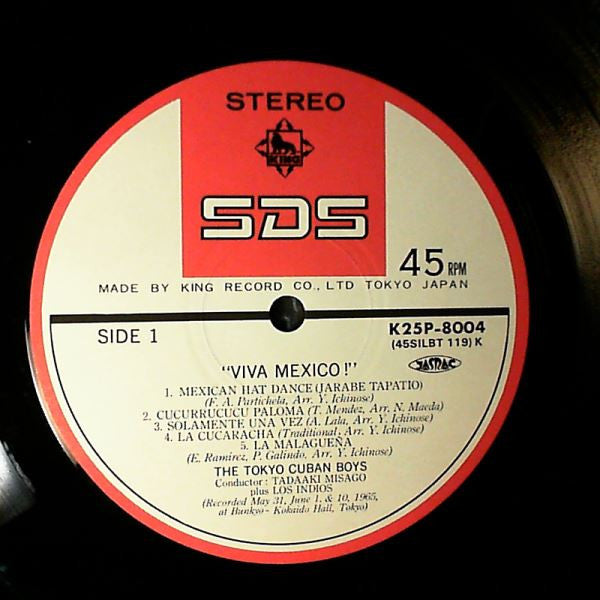 STEREO
KING
SDS
45 RPM
MADE BY KING RECORD CO., LTD TOKYO JAPAN
SIDE 1
K25P-8004
(45SILBT 119) K
JASRAC
"VIVA MEXICO!"
1. MEXICAN HAT DANCE (JARABE TAPATIO)
(F. A. Partichela, Arr. Y. Ichinose)
2. CUCURRUCUCU PALOMA (T. Mendez, Arr. N. Maeda)
3. SOLAMENTE UNA VEZ (A. Lala, Arr. Y. Ichinose)
4. LA CUCARACHA (Traditional, Arr. Y. Ichinose)
5. LA MALAGUEÑA
(E. Ramirez, P. Galindo, Arr. Y. Ichinose)
THE TOKYO CUBAN BOYS
Conductor: TADAAKI MISAGO
plus LOS INDIOS
(Recorded May 31, June 1, & 10, 1965,
at Bunkyo-Kokaido Hall, Tokyo)